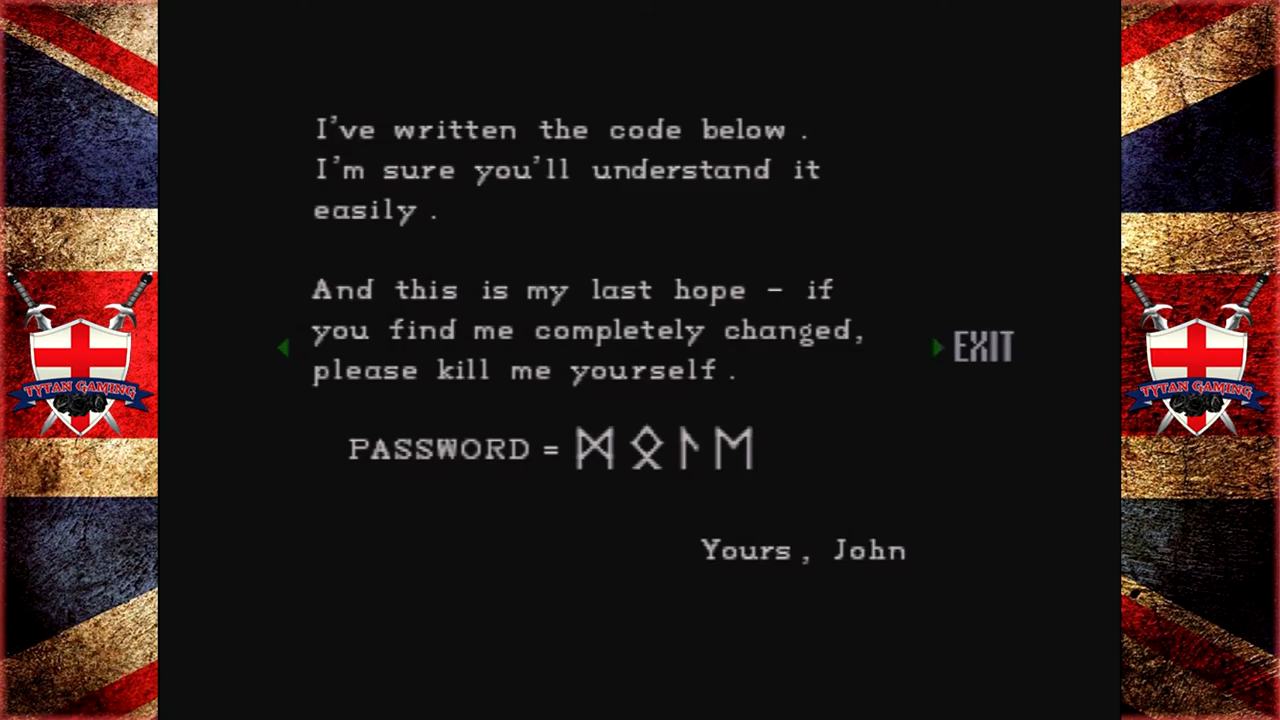 I've written the code below .
I'm sure you'll understand it
easily .
And this is my last hope – if
you find me completely changed,
please kill me yourself .
EXIT
PASSWORD = ᛞᛟᛚᛖ
Yours , John
TYTAN GAMING
TYTAN GAMING